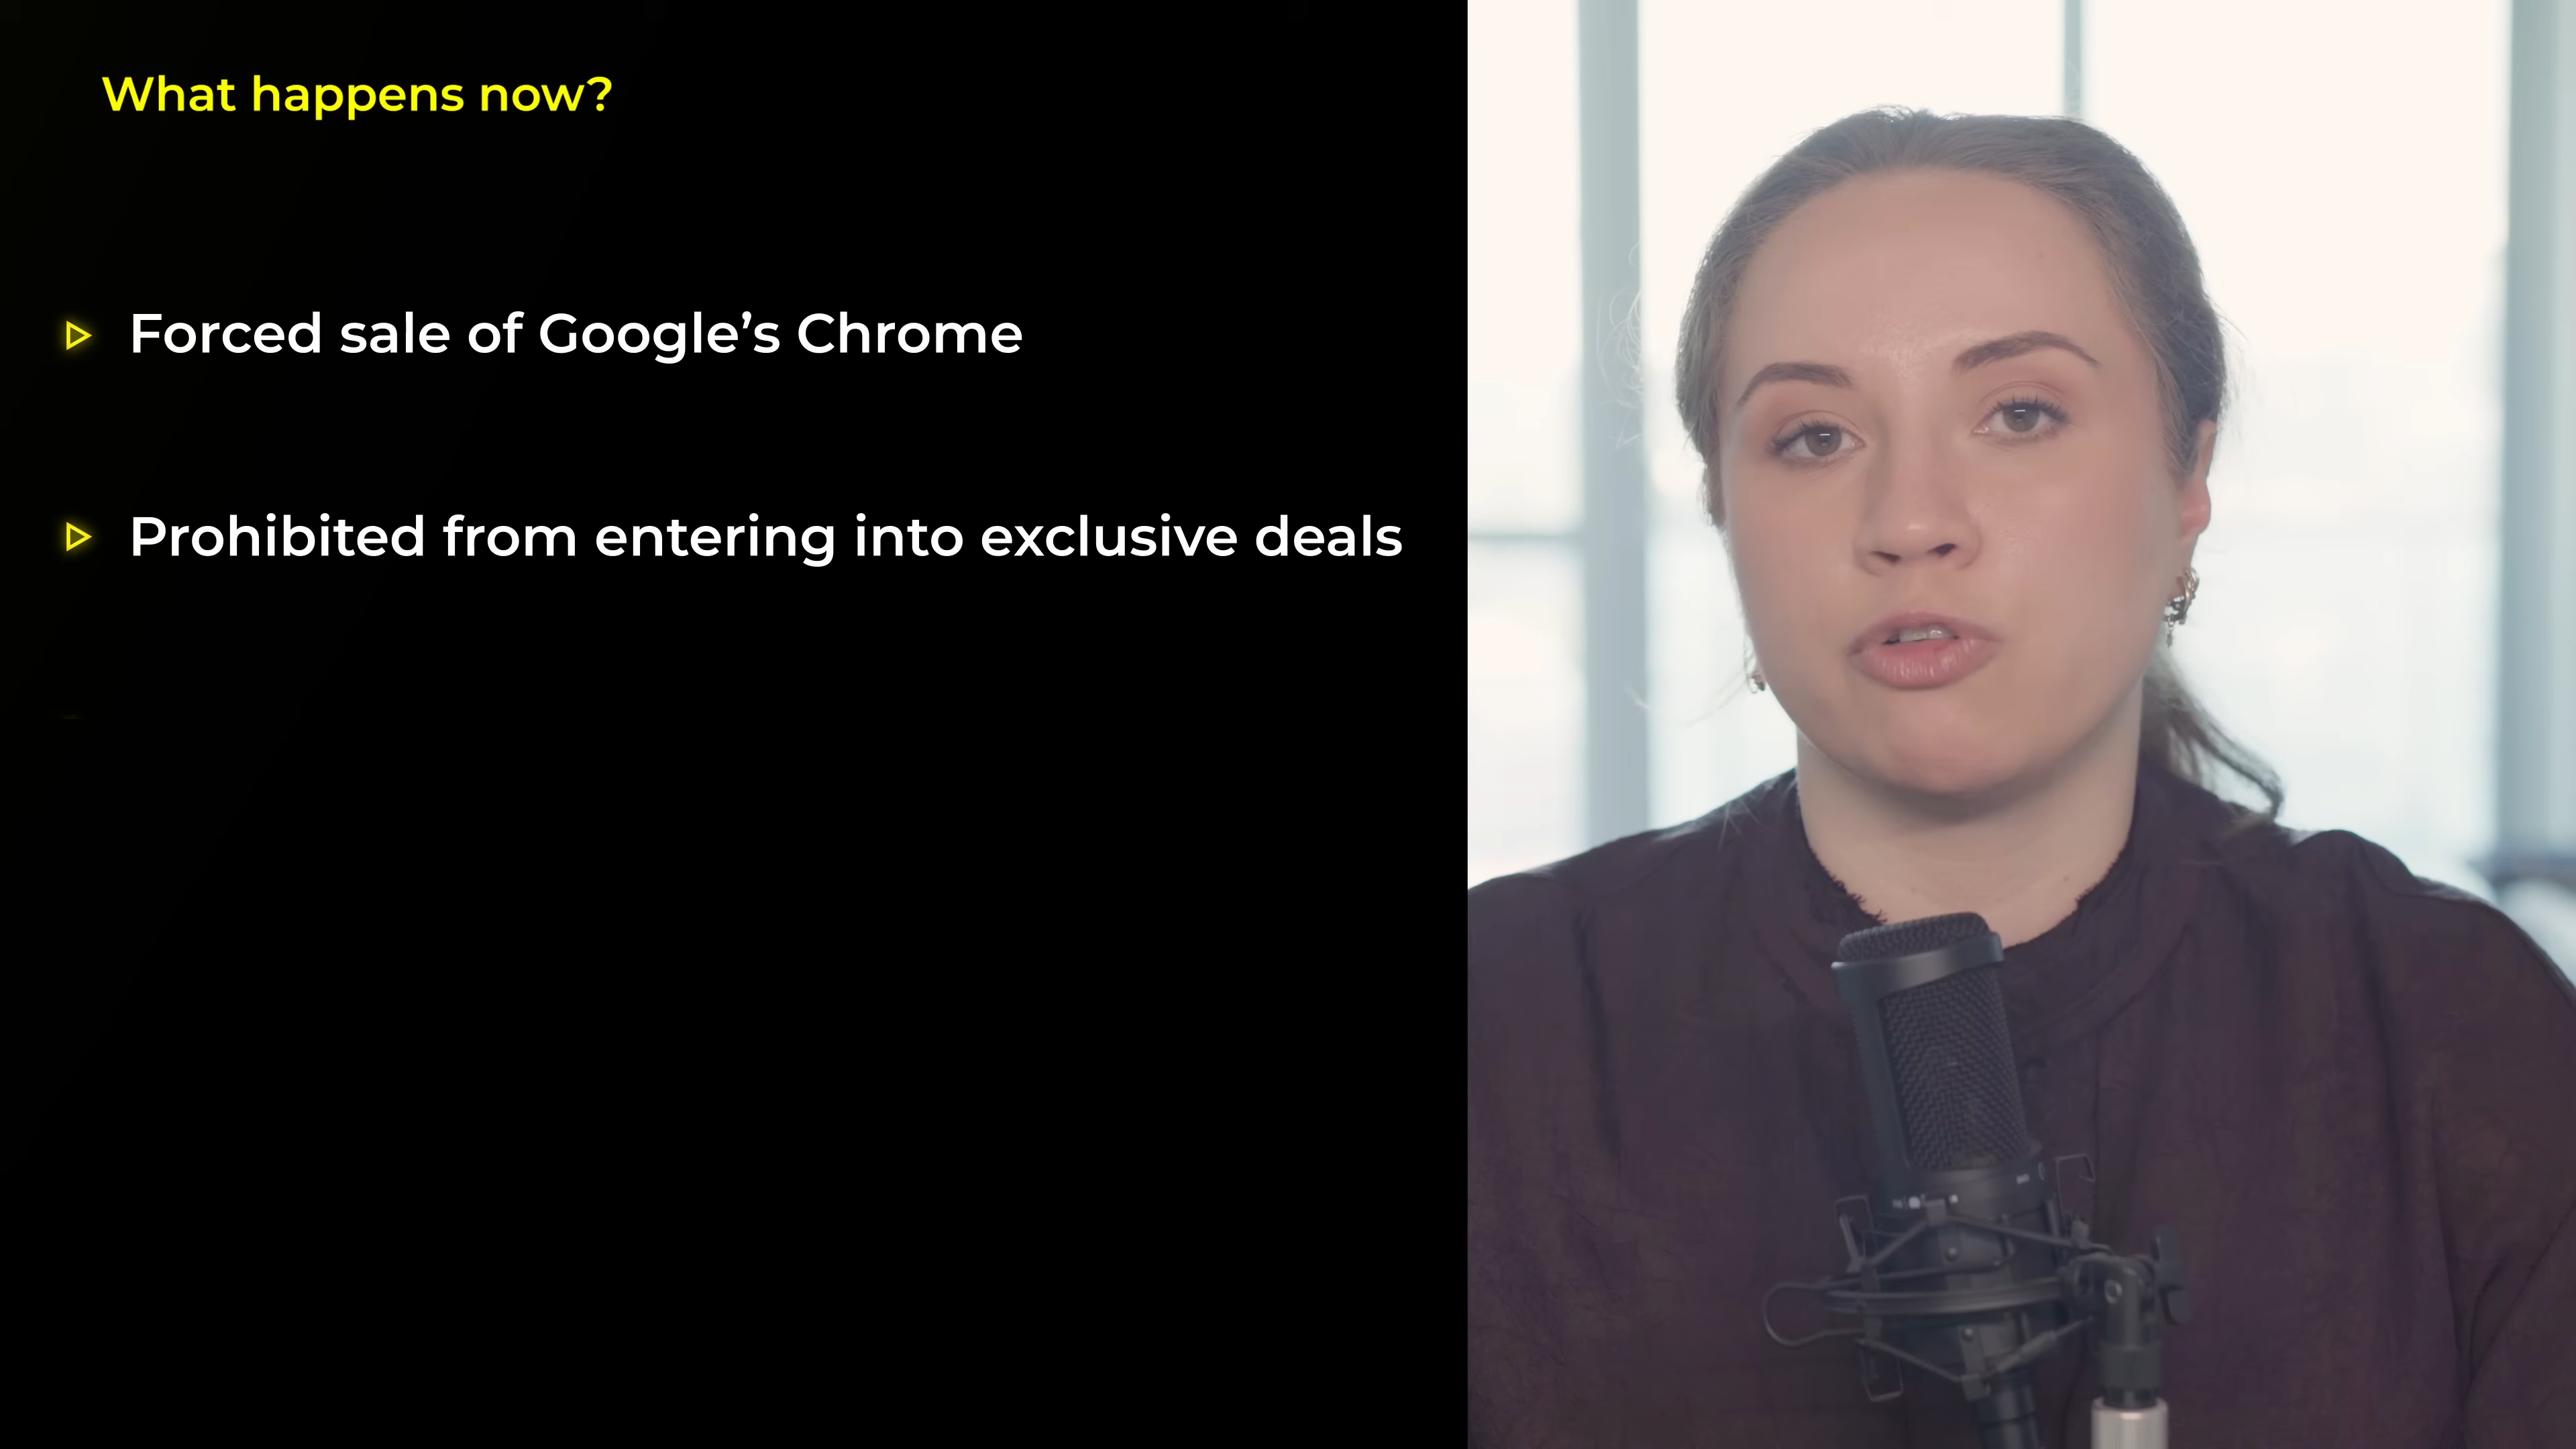 What happens now?
Forced sale of Google’s Chrome
Prohibited from entering into exclusive deals